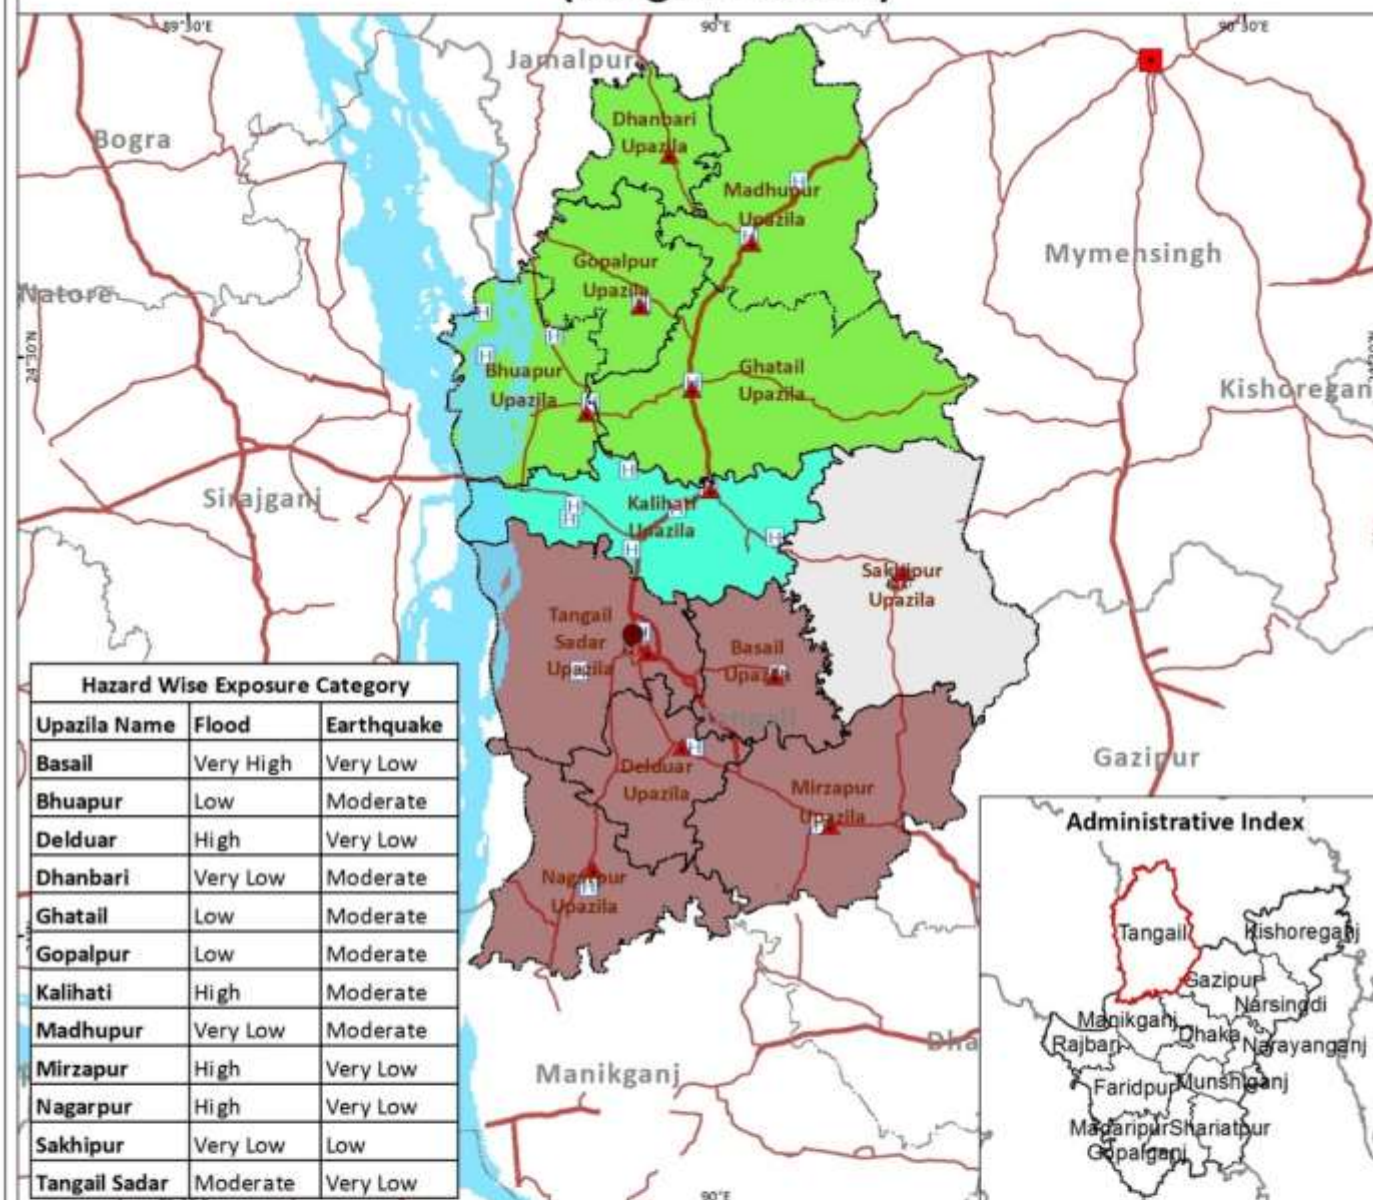 89°30'E
90°E
90°30'E
Jamalpur
Bogra
Dhanbari
Upazila
Madhupur
Upazila
H
H
Mymensingh
Gopalpur
Upazila
Natore
H
H
H
24°30'N
Bhuapur
Upazila
Ghatail
Upazila
H
H
Kishoregan
Sirajganj
H
H
H
Kalihati
Upazila
H
H
Sakhipur
Upazila
Tangail
Sadar
Upazila
H
Basail
Upazila
Tangail
H
Delduar
Upazila
Mirzapur
Upazila
Gazipur
Nagarpur
Upazila
H
Manikganj
Dha
90°E
Hazard Wise Exposure Category
Upazila Name Flood Earthquake
Basail Very High Very Low
Bhuapur Low Moderate
Delduar High Very Low
Dhanbari Very Low Moderate
Ghatail Low Moderate
Gopalpur Low Moderate
Kalihati High Moderate
Madhupur Very Low Moderate
Mirzapur High Very Low
Nagarpur High Very Low
Sakhipur Very Low Low
Tangail Sadar Moderate Very Low
Administrative Index
Tangail
Kishoreganj
Gazipur
Narsingdi
Manikganj
Dhaka
Rajbari
Narayanganj
Faridpur
Munshiganj
Madaripur
Shariatpur
Gopalganj